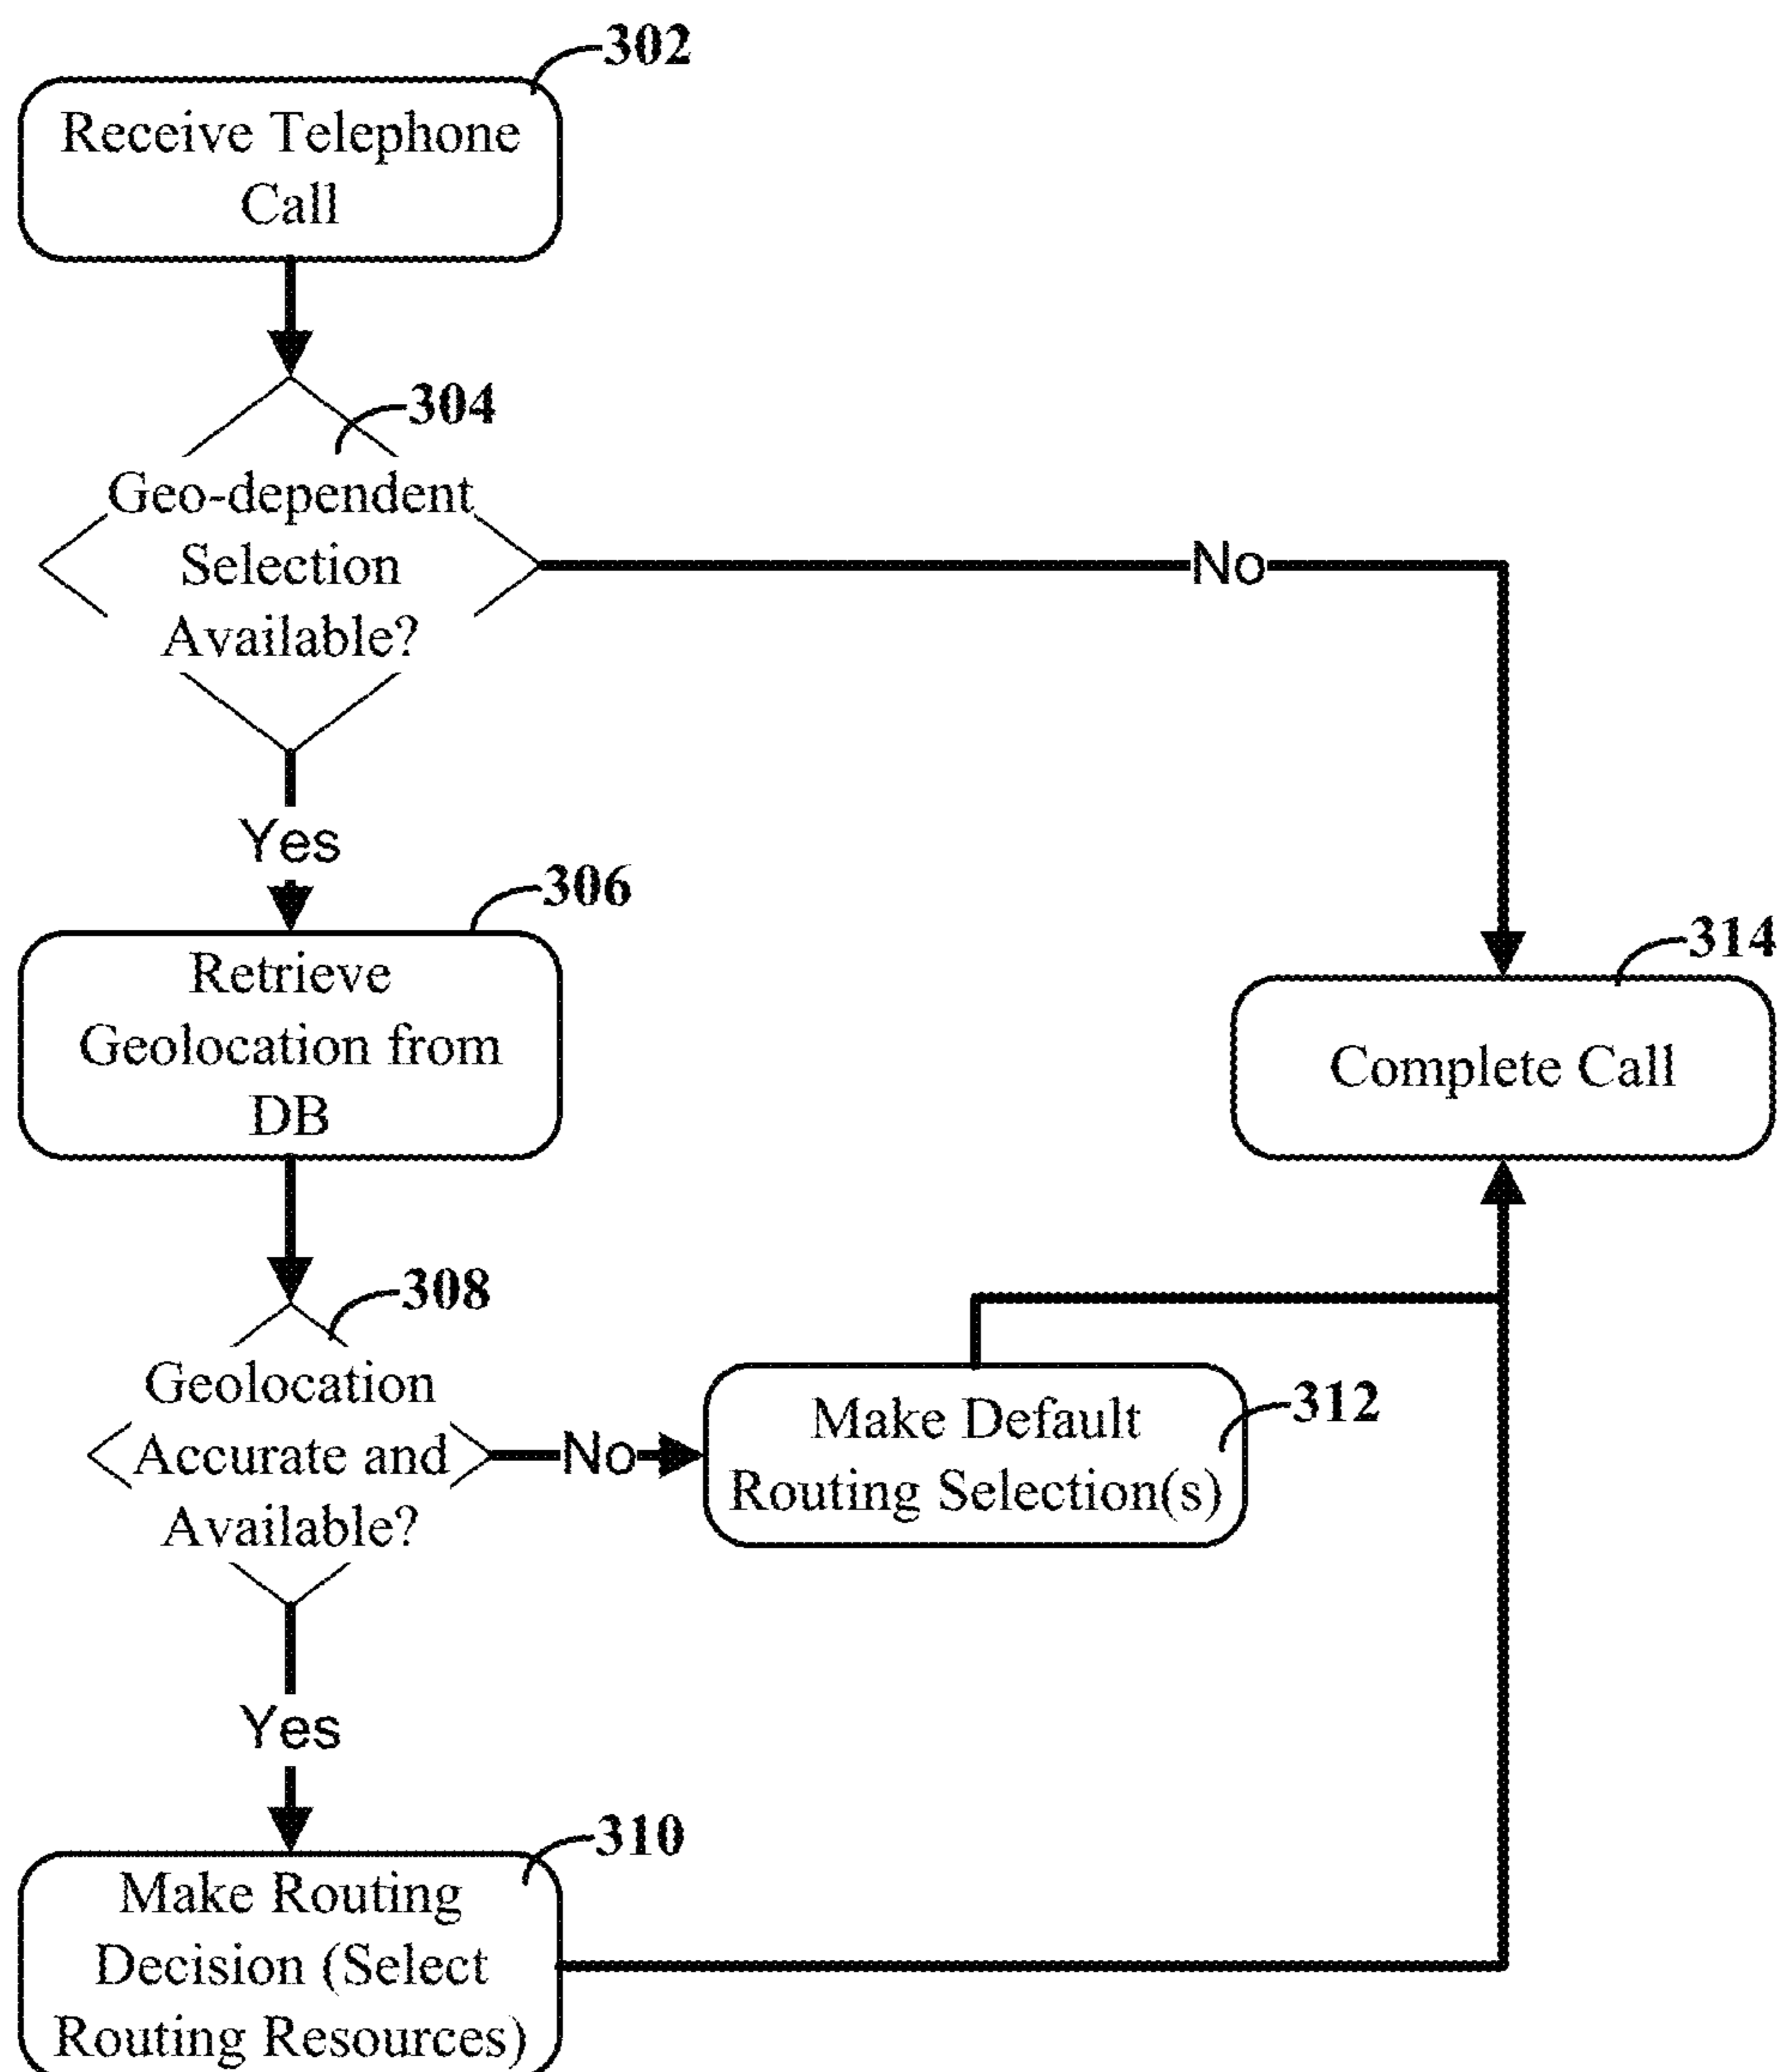 302
Receive Telephone
Call
304
Geo-dependent
Selection
Available?
No
Yes
306
Retrieve
Geolocation from
DB
314
Complete Call
308
Geolocation
Accurate and
Available?
No
312
Make Default
Routing Selection(s)
Yes
310
Make Routing
Decision (Select
Routing Resources)